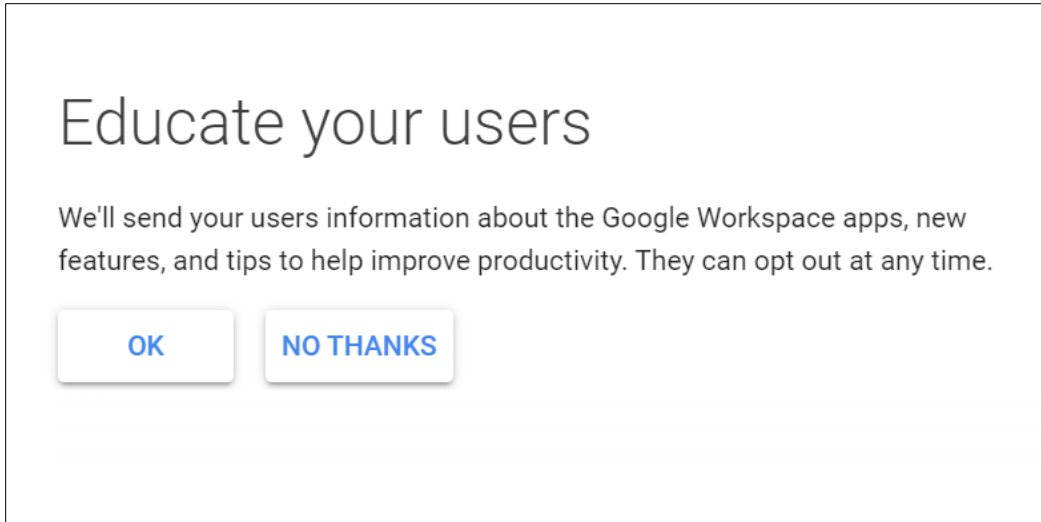 Educate your users
We'll send your users information about the Google Workspace apps, new
features, and tips to help improve productivity. They can opt out at any time.
OK
NO THANKS